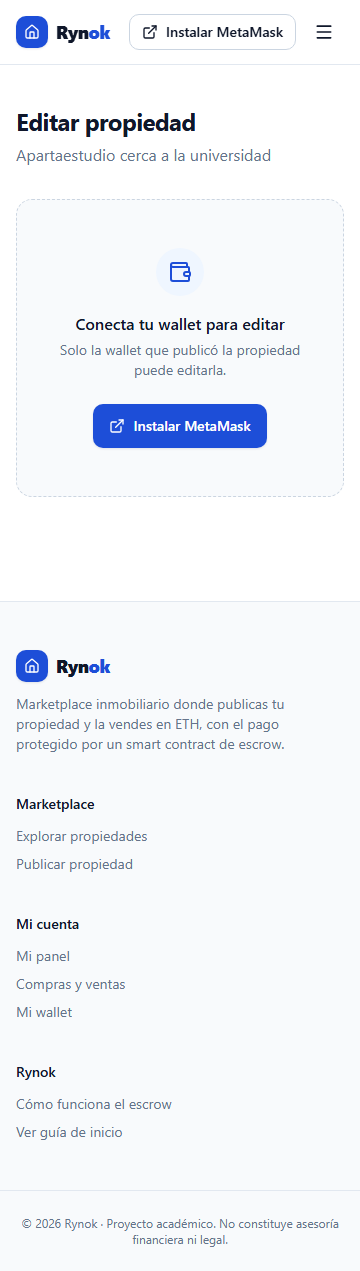 Rynok
Instalar MetaMask
Editar propiedad
Apartaestudio cerca a la universidad
Conecta tu wallet para editar
Solo la wallet que publicó la propiedad
puede editarla.
Instalar MetaMask
Rynok
Marketplace inmobiliario donde publicas tu
propiedad y la vendes en ETH, con el pago
protegido por un smart contract de escrow.
Marketplace
Explorar propiedades
Publicar propiedad
Mi cuenta
Mi panel
Compras y ventas
Mi wallet
Rynok
Cómo funciona el escrow
Ver guía de inicio
© 2026 Rynok · Proyecto académico. No constituye asesoría
financiera ni legal.